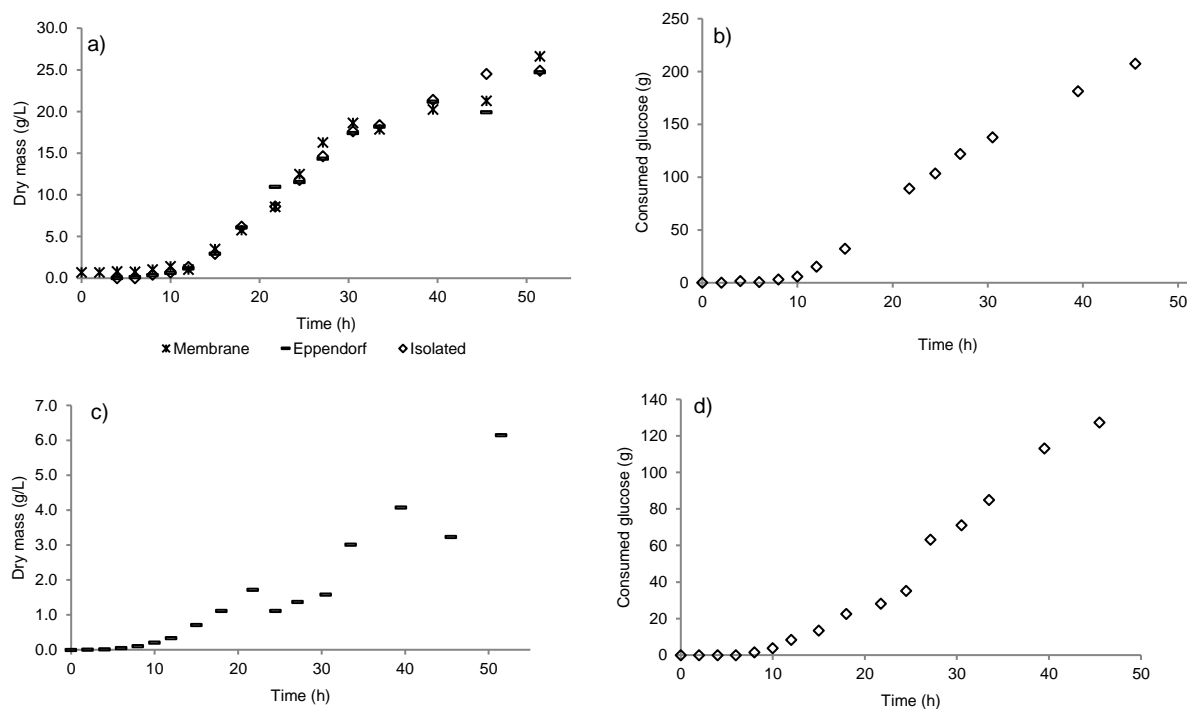 a)
Dry mass (g/L)
30.0
25.0
20.0
15.0
10.0
5.0
0.0
0 10 20 30 40 50
Time (h)
Membrane Eppendorf Isolated
b)
Consumed glucose (g)
250
200
150
100
50
0
0 10 20 30 40 50
Time (h)
c)
Dry mass (g/L)
7.0
6.0
5.0
4.0
3.0
2.0
1.0
0.0
0 10 20 30 40 50
Time (h)
d)
Consumed glucose (g)
140
120
100
80
60
40
20
0
0 10 20 30 40 50
Time (h)